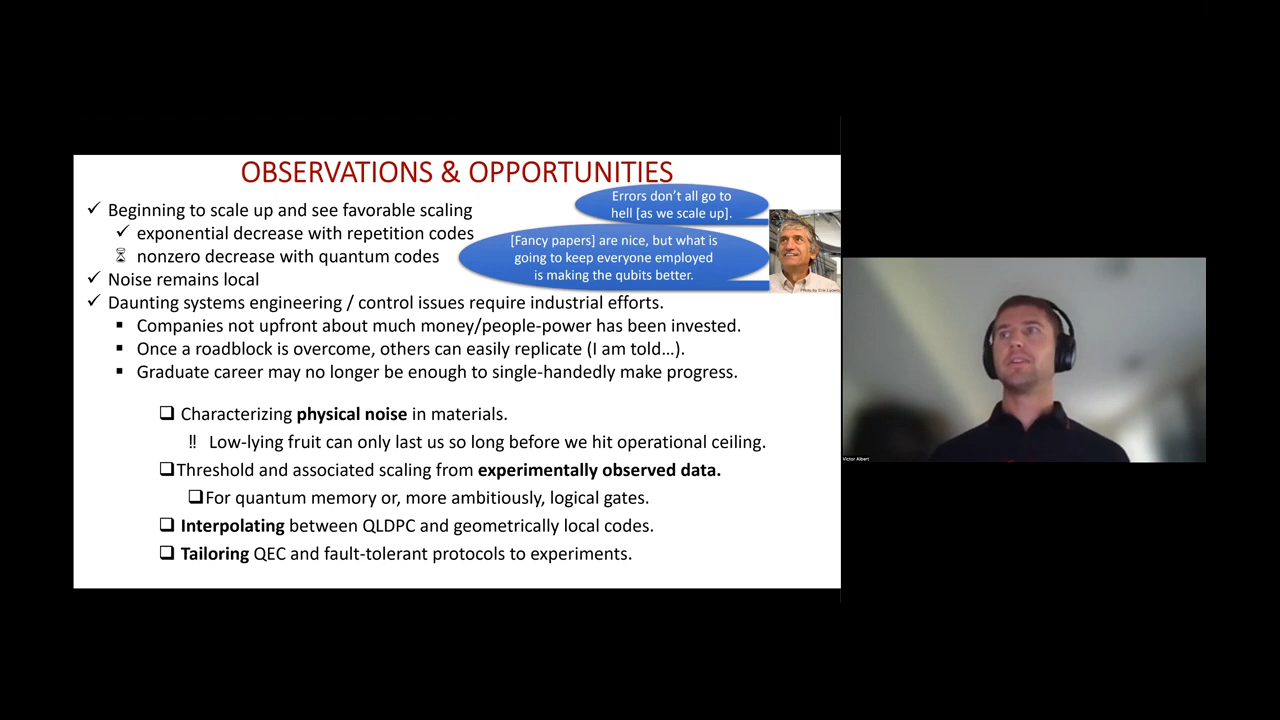 OBSERVATIONS & OPPORTUNITIES
✓ Beginning to scale up and see favorable scaling
✓ exponential decrease with repetition codes
⌛ nonzero decrease with quantum codes
✓ Noise remains local
✓ Daunting systems engineering / control issues require industrial efforts.
▪ Companies not upfront about much money/people-power has been invested.
▪ Once a roadblock is overcome, others can easily replicate (I am told…).
▪ Graduate career may no longer be enough to single-handedly make progress.
Errors don't all go to
hell [as we scale up].
[Fancy papers] are nice, but what is
going to keep everyone employed
is making the qubits better.
❑ Characterizing physical noise in materials.
‼ Low-lying fruit can only last us so long before we hit operational ceiling.
❑Threshold and associated scaling from experimentally observed data.
❑For quantum memory or, more ambitiously, logical gates.
❑ Interpolating between QLDPC and geometrically local codes.
❑ Tailoring QEC and fault-tolerant protocols to experiments.
Victor Albert